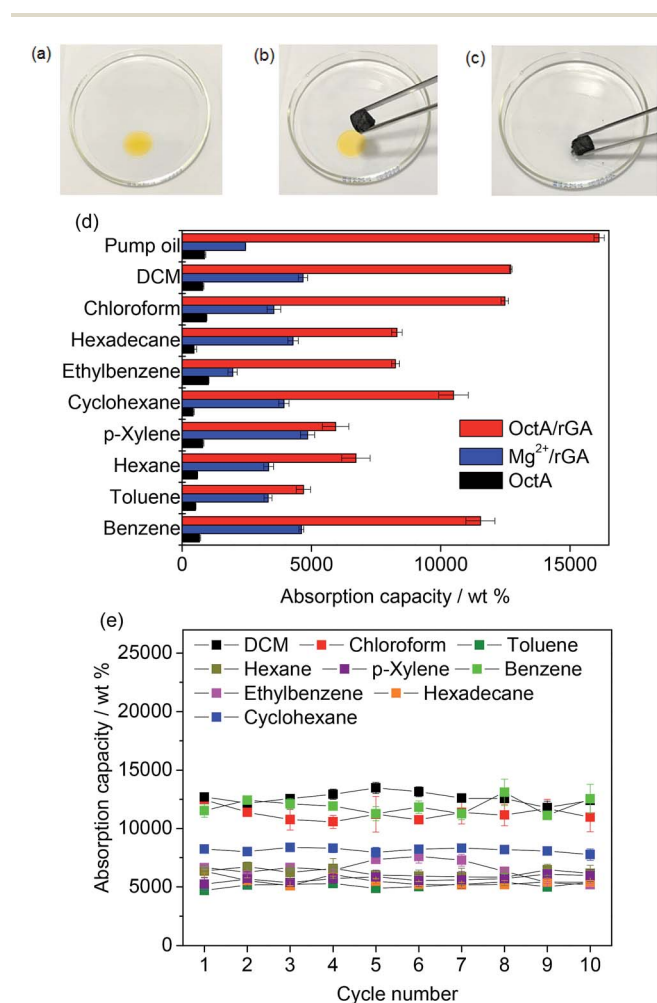 (a)
(b)
(c)
(d)
Pump oil
DCM
Chloroform
Hexadecane
Ethylbenzene
Cyclohexane
p-Xylene
Hexane
Toluene
Benzene
OctA/rGA
Mg²⁺/rGA
OctA
0 5000 10000 15000
Absorption capacity / wt %
(e)
Absorption capacity / wt %
25000
20000
15000
10000
5000
0
DCM Chloroform Toluene
Hexane p-Xylene Benzene
Ethylbenzene Hexadecane
Cyclohexane
1 2 3 4 5 6 7 8 9 10
Cycle number